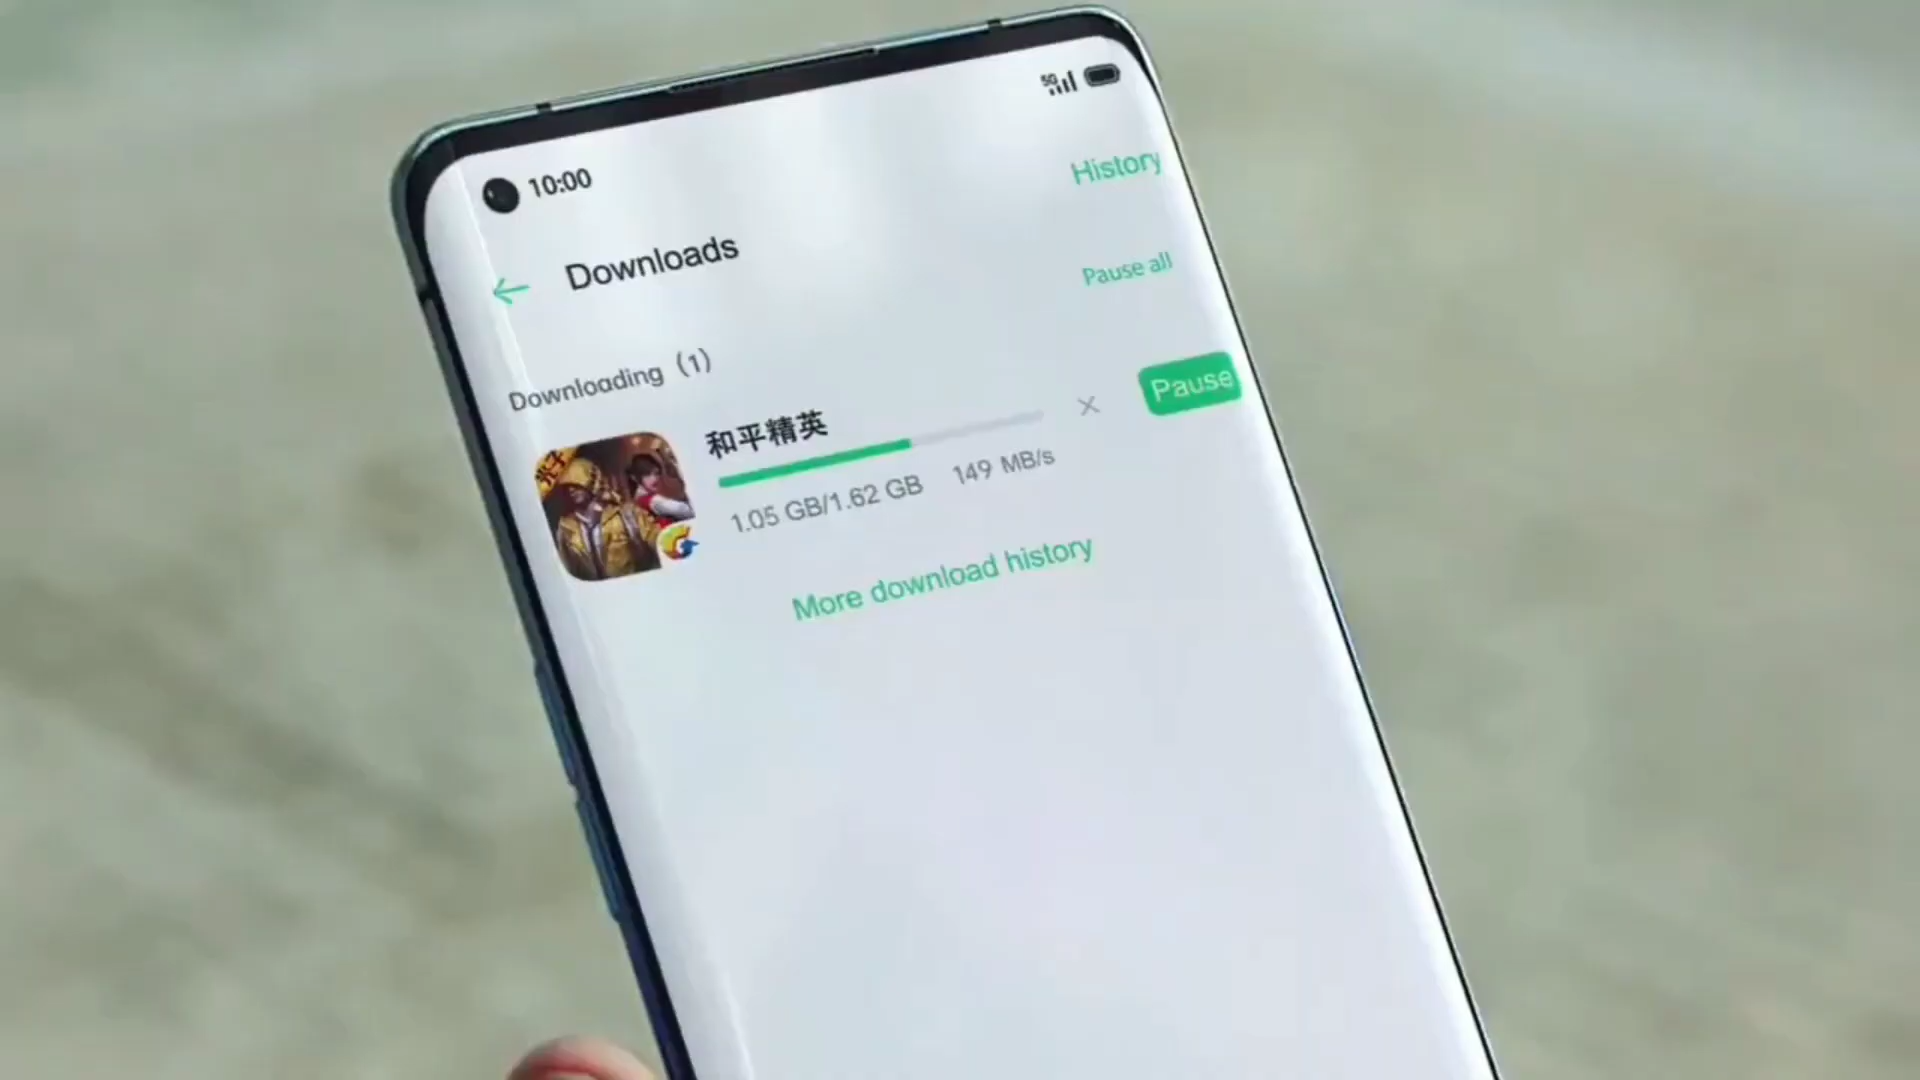 5G
10:00
History
Downloads
Pause all
Downloading (1)
和平精英
Pause
1.05 GB/1.62 GB 149 MB/s
More download history